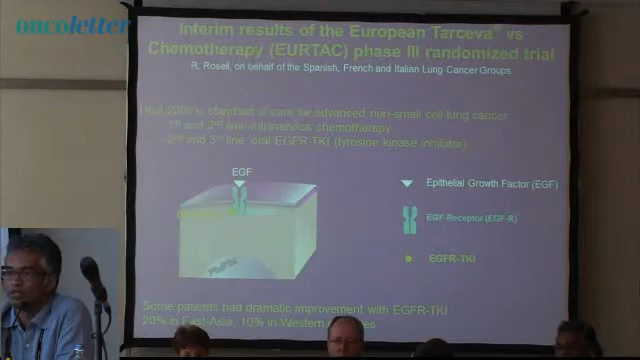 oncoletter
Interim results of the European Tarceva® vs
Chemotherapy (EURTAC) phase III randomized trial
R. Rosell, on behalf of the Spanish, French and Italian Lung Cancer Groups
Until 2000's, standard of care for advanced non-small cell lung cancer
1st and 2nd line: intravenous chemotherapy
2nd and 3rd line: oral EGFR TKI (tyrosine kinase inhibitor)
EGF
Epithelial Growth Factor (EGF)
EGF-Receptor (EGF-R)
EGFR-TKI
Some patients had dramatic improvement with EGFR-TKI
20% in East-Asia, 10% in Western